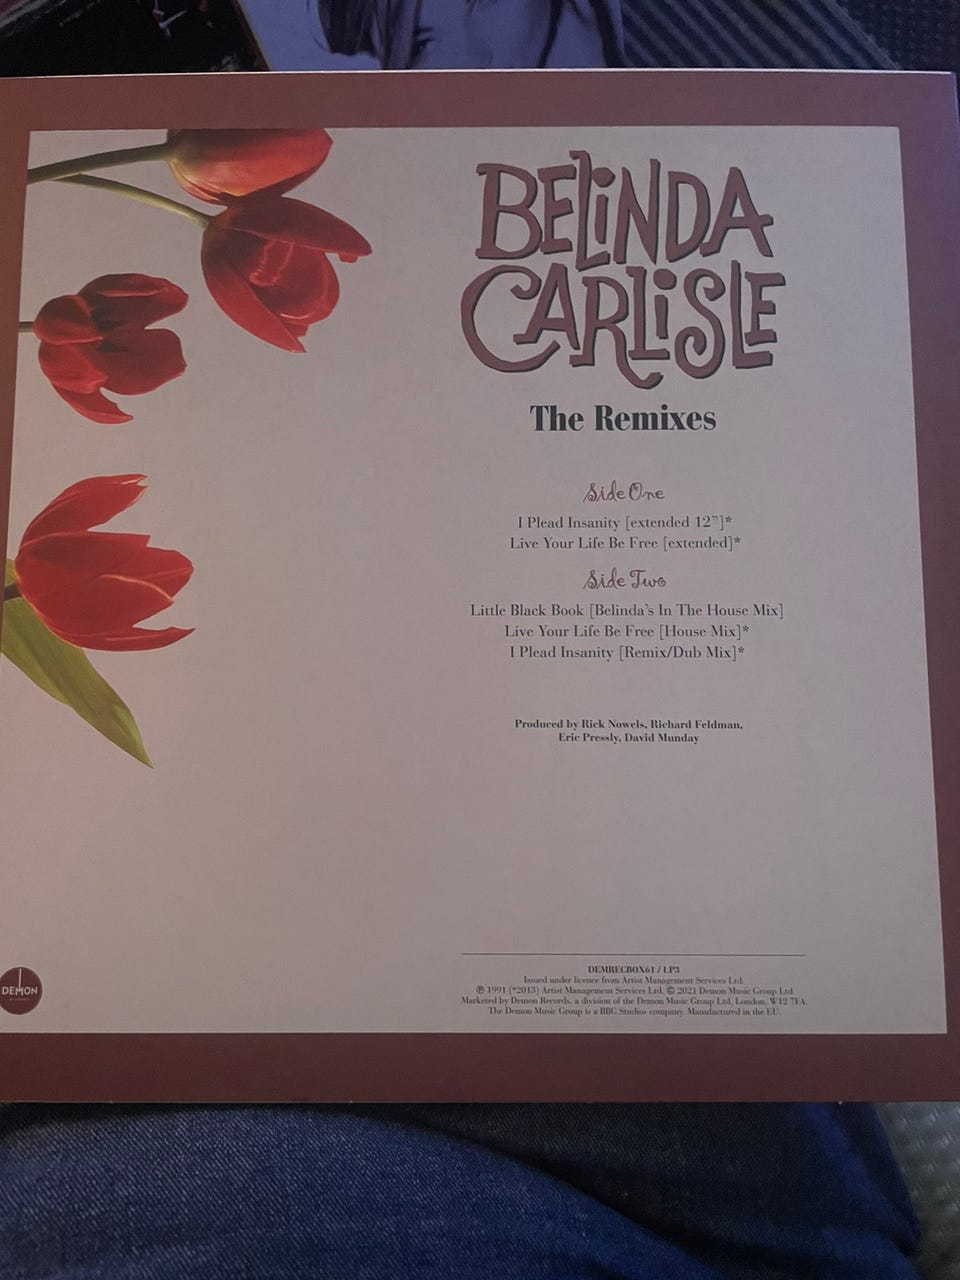 BELiNDA
CARLiSLE
The Remixes
Side One
I Plead Insanity [extended 12”]*
Live Your Life Be Free [extended]*
Side Two
Little Black Book [Belinda’s In The House Mix]
Live Your Life Be Free [House Mix]*
I Plead Insanity [Remix/Dub Mix]*
Produced by Rick Nowels, Richard Feldman,
Eric Pressly, David Munday
DEMRECBOX61 / LP3
Issued under licence from Artist Management Services Ltd.
℗ 1991 (*2013) Artist Management Services Ltd. © 2021 Demon Music Group Ltd
Marketed by Demon Records, a division of the Demon Music Group Ltd, London, W12 7FA.
The Demon Music Group is a BBC Studios company. Manufactured in the EU.
DEMON